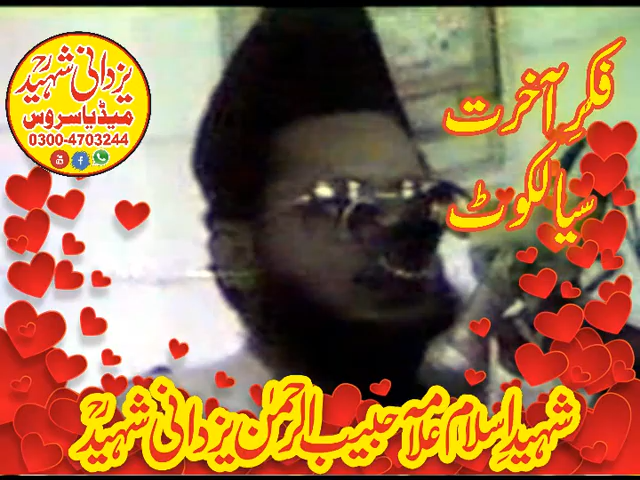 یزدانی شہیدؒ
میڈیا سروس
0300-4703244
فکرِ آخرت
سیالکوٹ
شہیدِ اسلام علامہ حبیب الرحمٰن یزدانی شہیدؒ